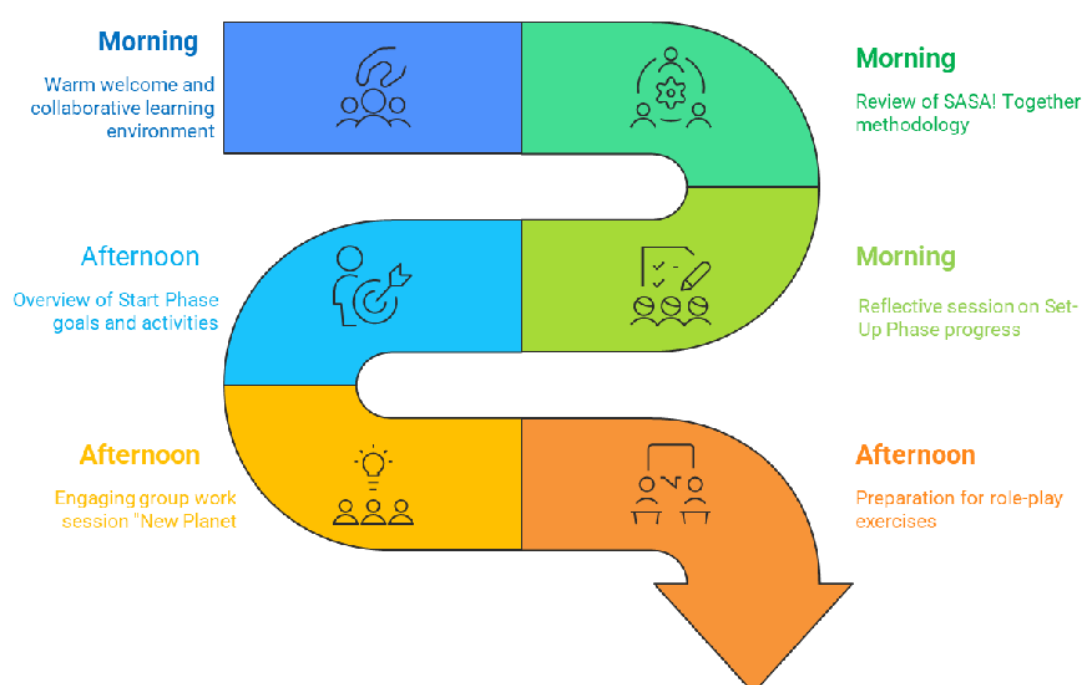 Morning
Warm welcome and
collaborative learning
environment
Morning
Review of SASA! Together
methodology
Morning
Reflective session on Set-
Up Phase progress
Afternoon
Overview of Start Phase
goals and activities
Afternoon
Engaging group work
session "New Planet
Afternoon
Preparation for role-play
exercises